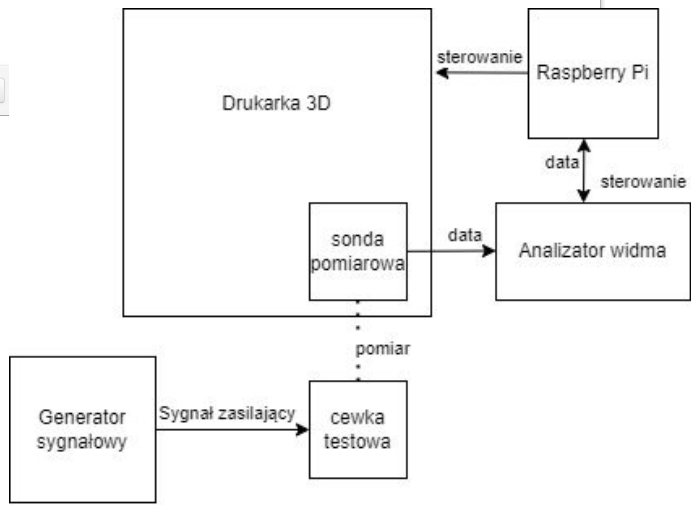 sterowanie
Raspberry Pi
Drukarka 3D
data
sterowanie
sonda
pomiarowa
data
Analizator widma
pomiar
Generator
sygnałowy
Sygnał zasilający
cewka
testowa